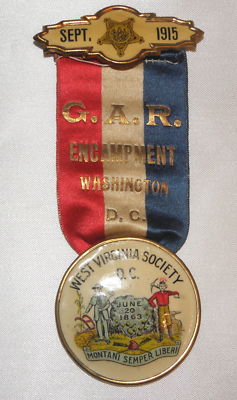 SEPT. 1915
G.A.R.
ENCAMPMENT
WASHINGTON
D.C.
WEST VIRGINIA SOCIETY
D.C.
JUNE
20
1863
MONTANI SEMPER LIBERI